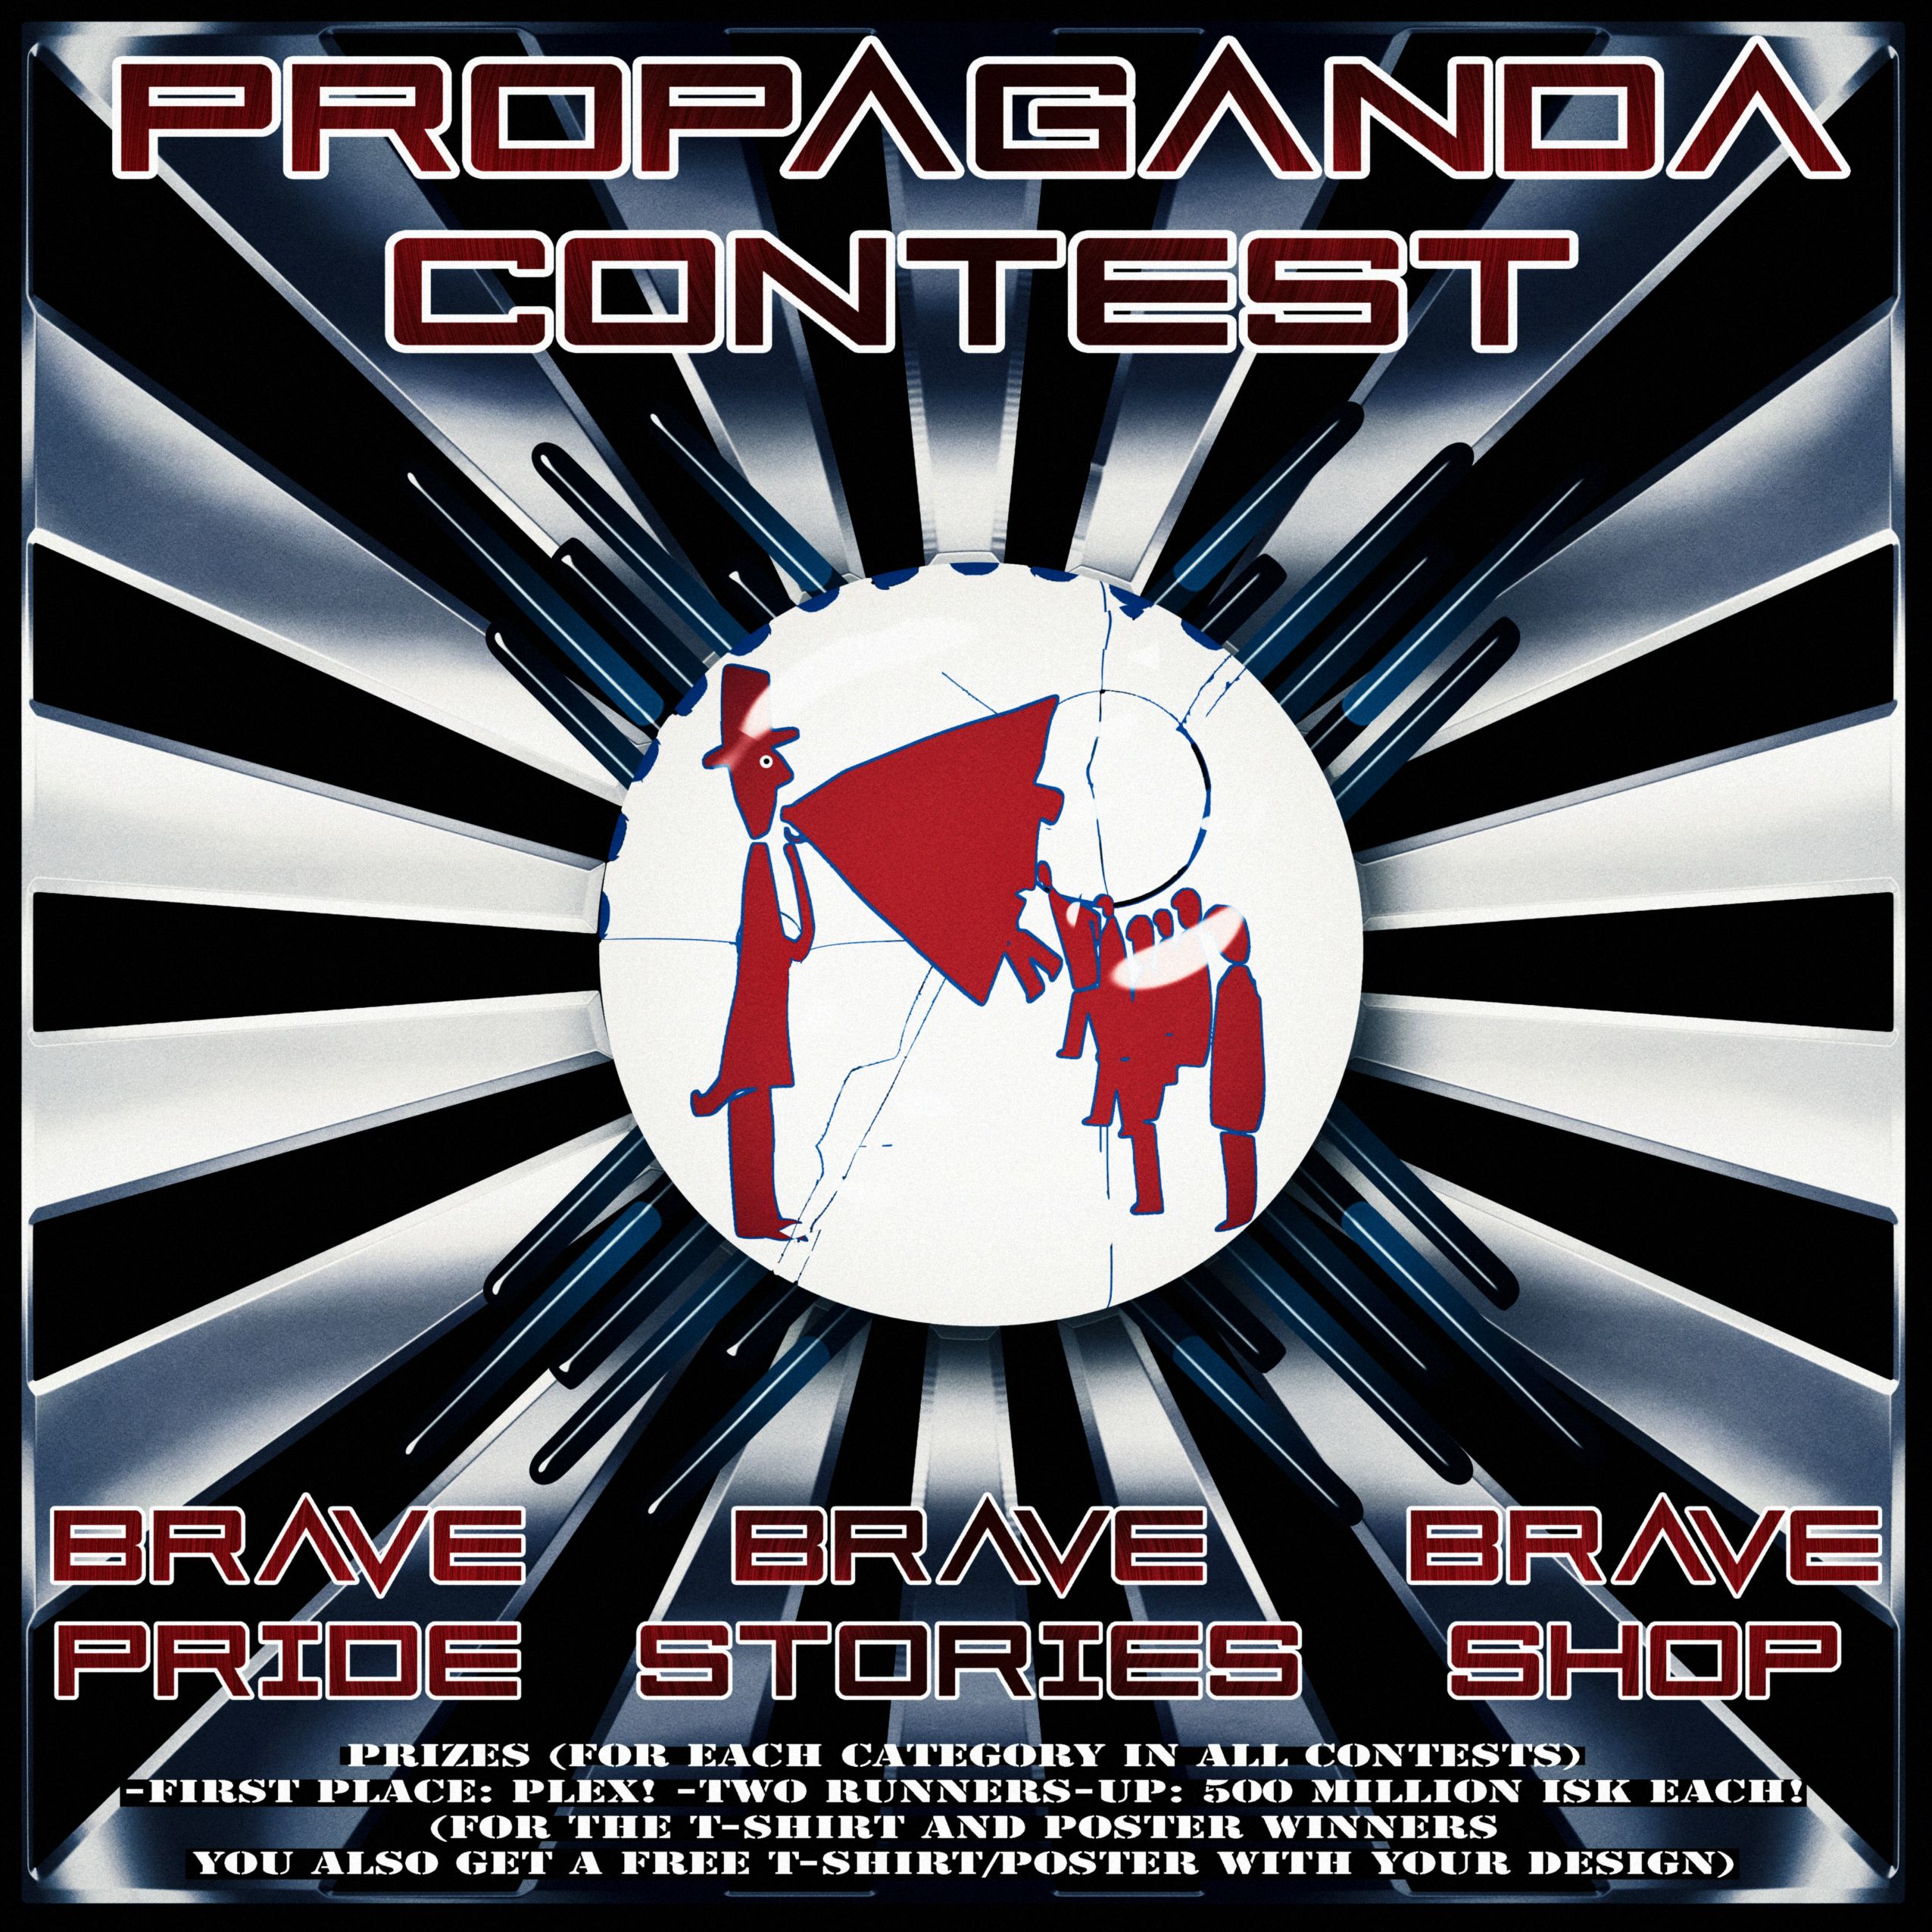 PROPAGANDA
CONTEST
BRAVE PRIDE
BRAVE STORIES
BRAVE SHOP
PRIZES (FOR EACH CATEGORY IN ALL CONTESTS)
-FIRST PLACE: PLEX! -TWO RUNNERS-UP: 500 MILLION ISK EACH!
(FOR THE T-SHIRT AND POSTER WINNERS
YOU ALSO GET A FREE T-SHIRT/POSTER WITH YOUR DESIGN)